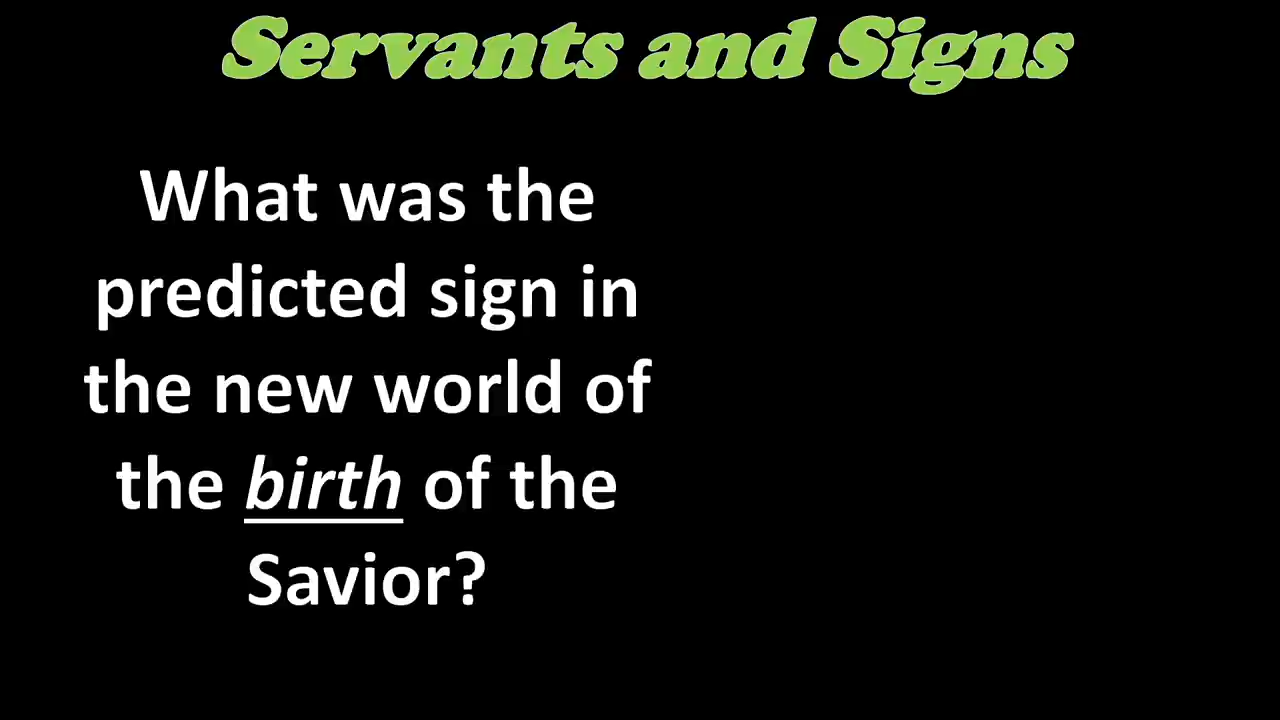 Servants and Signs
What was the
predicted sign in
the new world of
the birth of the
Savior?